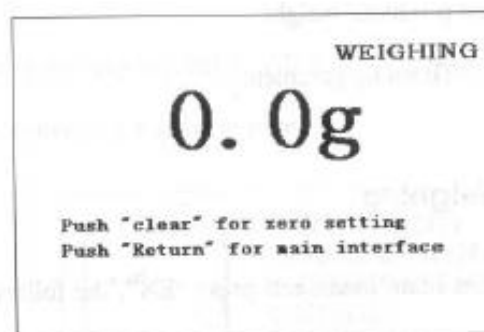 WEIGHING
0. 0g
Push "clear" for zero setting
Push "Return" for main interface